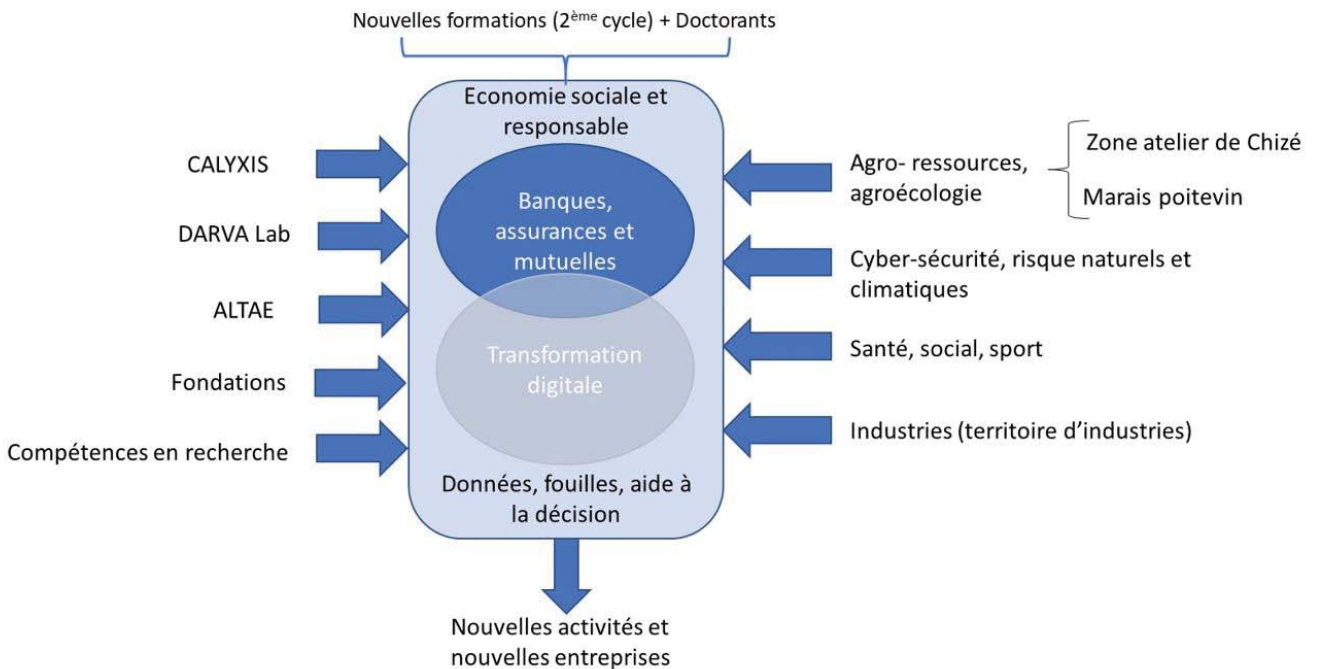 Nouvelles formations (2ème cycle) + Doctorants
Economie sociale et
responsable
Banques,
assurances et
mutuelles
Transformation
digitale
Données, fouilles, aide à
la décision
CALYXIS
DARVA Lab
ALTAE
Fondations
Compétences en recherche
Agro- ressources,
agroécologie
Zone atelier de Chizé
Marais poitevin
Cyber-sécurité, risque naturels et
climatiques
Santé, social, sport
Industries (territoire d’industries)
Nouvelles activités et
nouvelles entreprises